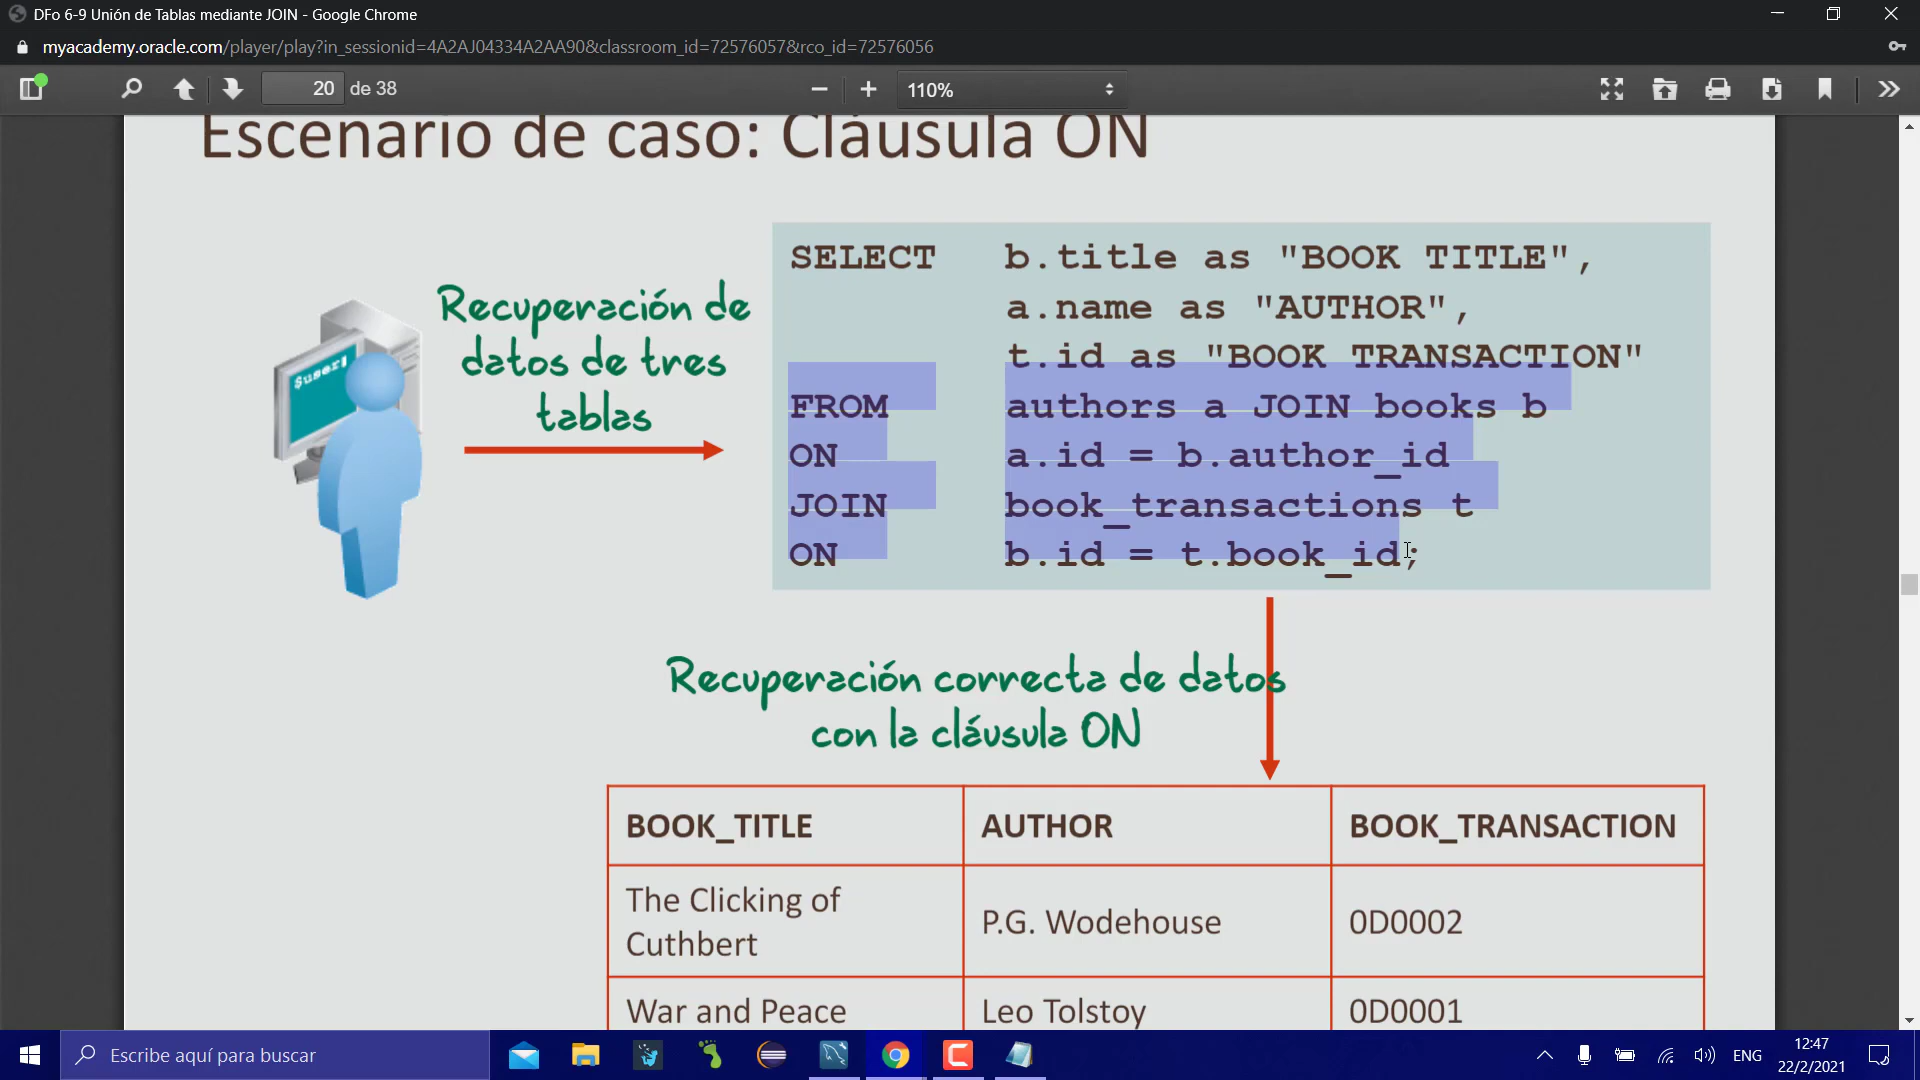 DFo 6-9 Unión de Tablas mediante JOIN - Google Chrome
myacademy.oracle.com/player/play?in_sessionid=4A2AJ04334A2AA90&classroom_id=72576057&rco_id=72576056
20 de 38
110%
Escenario de caso: Cláusula ON
$user1
Recuperación de
datos de tres
tablas
SELECT b.title as "BOOK TITLE",
a.name as "AUTHOR",
t.id as "BOOK TRANSACTION"
FROM authors a JOIN books b
ON a.id = b.author_id
JOIN book_transactions t
ON b.id = t.book_id;
Recuperación correcta de datos
con la cláusula ON
BOOK_TITLE AUTHOR BOOK_TRANSACTION
The Clicking of
Cuthbert
P.G. Wodehouse
0D0002
War and Peace Leo Tolstoy 0D0001
Escribe aquí para buscar
ENG
12:47
22/2/2021